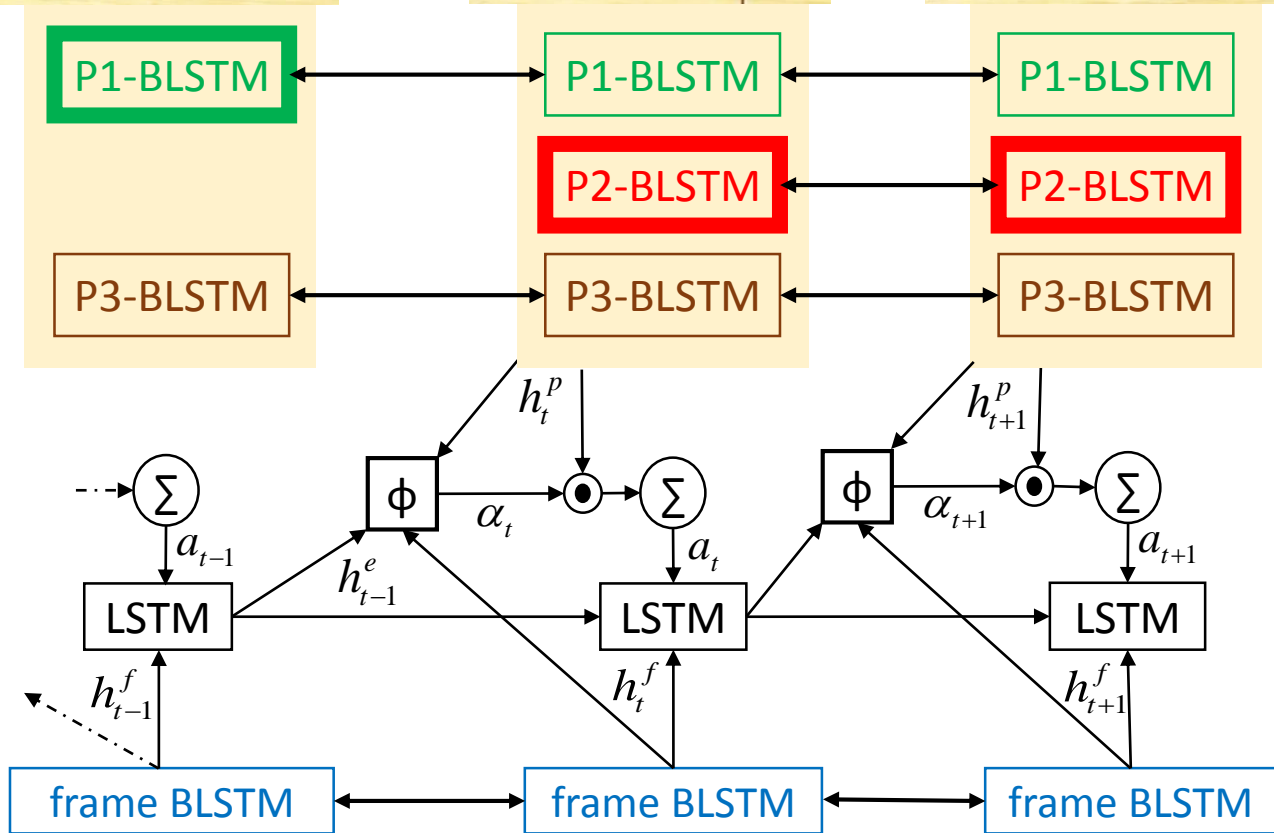 P1-BLSTM P1-BLSTM P1-BLSTM
P2-BLSTM P2-BLSTM
P3-BLSTM P3-BLSTM P3-BLSTM
h_t^p h_{t+1}^p
∑ ϕ α_t ∑ ϕ α_{t+1} ∑
a_{t-1} h_{t-1}^e a_t a_{t+1}
LSTM LSTM LSTM
h_{t-1}^f h_t^f h_{t+1}^f
frame BLSTM frame BLSTM frame BLSTM